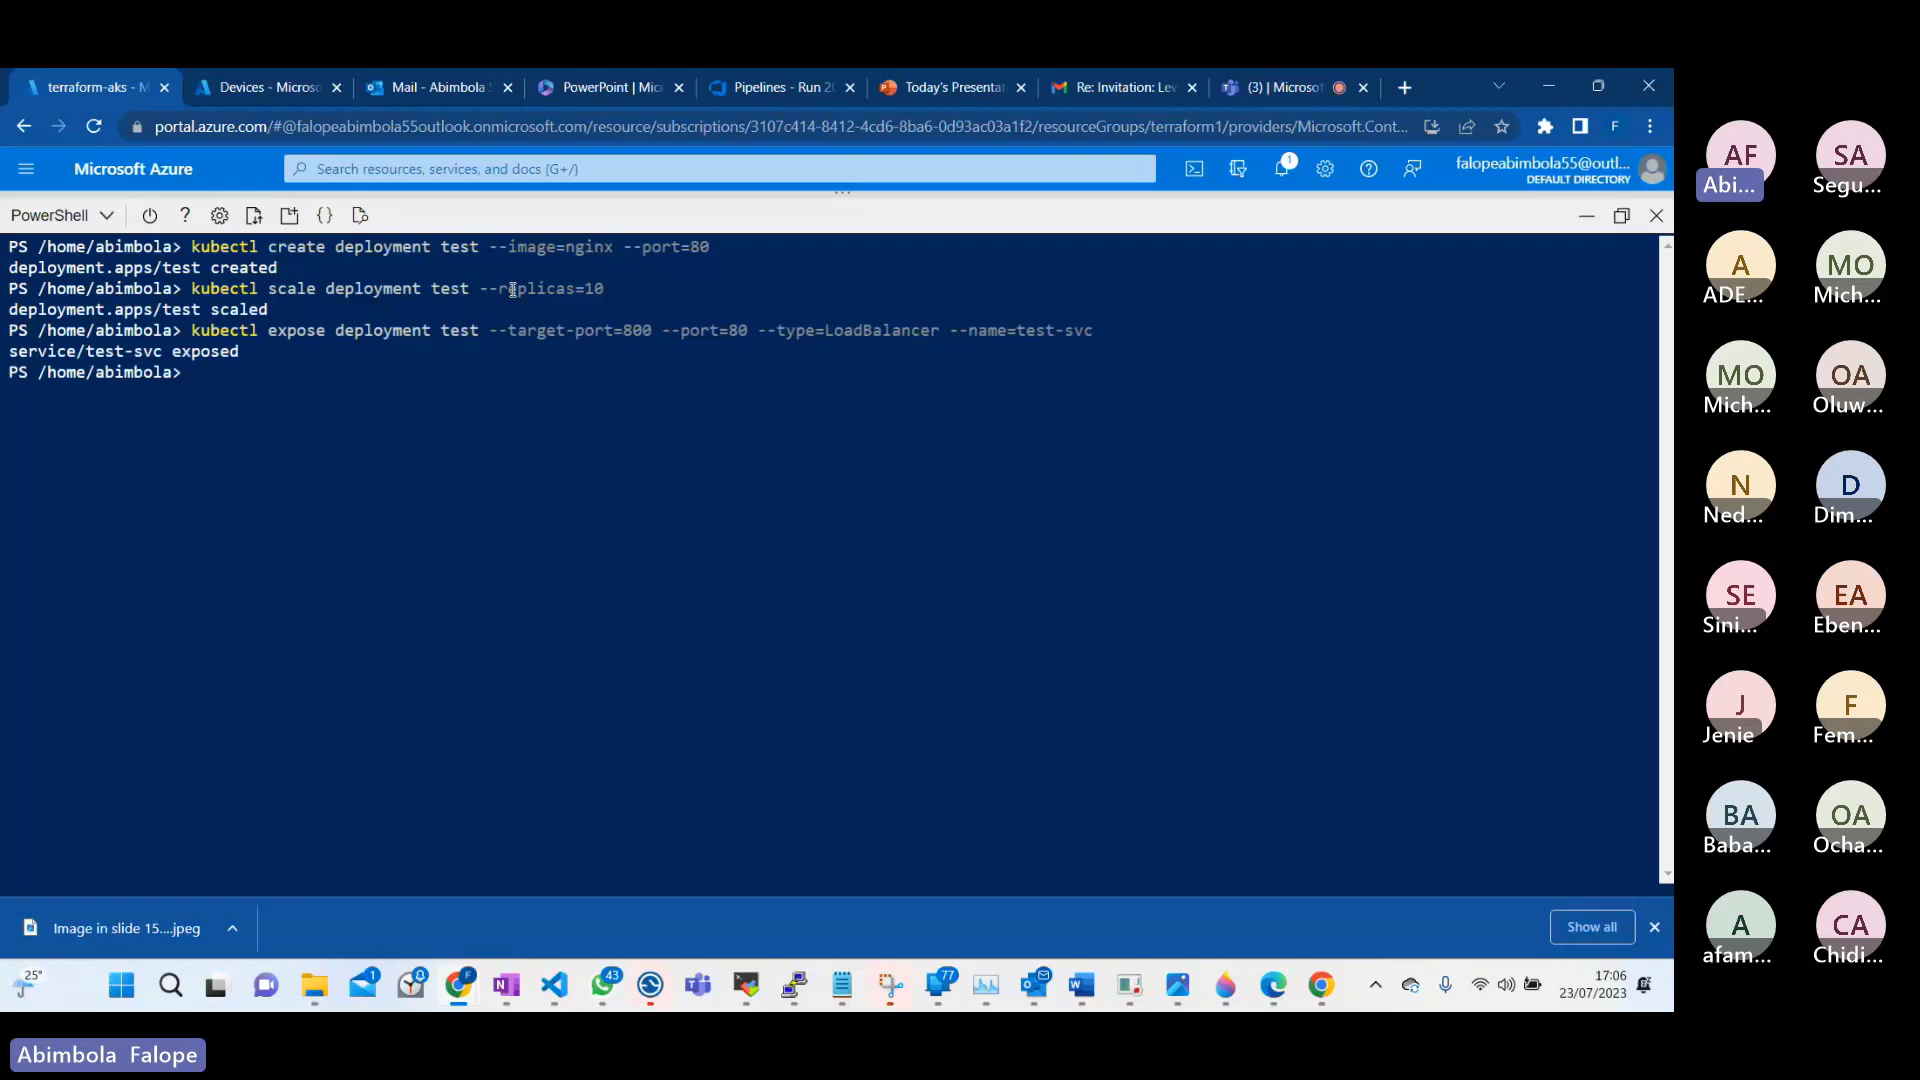 terraform-aks - M
Devices - Microso
Mail - Abimbola S
PowerPoint | Mic
Pipelines - Run 2
Today's Presentat
Re: Invitation: Lev
(3) | Microsof
portal.azure.com/#@falopeabimbola55outlook.onmicrosoft.com/resource/subscriptions/3107c414-8412-4cd6-8ba6-0d93ac03a1f2/resourceGroups/terraform1/providers/Microsoft.Cont...
F
Microsoft Azure
Search resources, services, and docs (G+/)
1
falopeabimbola55@outl...
DEFAULT DIRECTORY
PowerShell
PS /home/abimbola> kubectl create deployment test --image=nginx --port=80
deployment.apps/test created
PS /home/abimbola> kubectl scale deployment test --replicas=10
deployment.apps/test scaled
PS /home/abimbola> kubectl expose deployment test --target-port=800 --port=80 --type=LoadBalancer --name=test-svc
service/test-svc exposed
PS /home/abimbola>
Image in slide 15....jpeg
Show all
25°
1
F
43
77
17:06
23/07/2023
AF
Abi...
SA
Segu...
A
ADE...
MO
Mich...
MO
Mich...
OA
Oluw...
N
Ned...
D
Dim...
SE
Sini...
EA
Eben...
J
Jenie
F
Fem...
BA
Baba...
OA
Ocha...
A
afam...
CA
Chidi...
Abimbola Falope